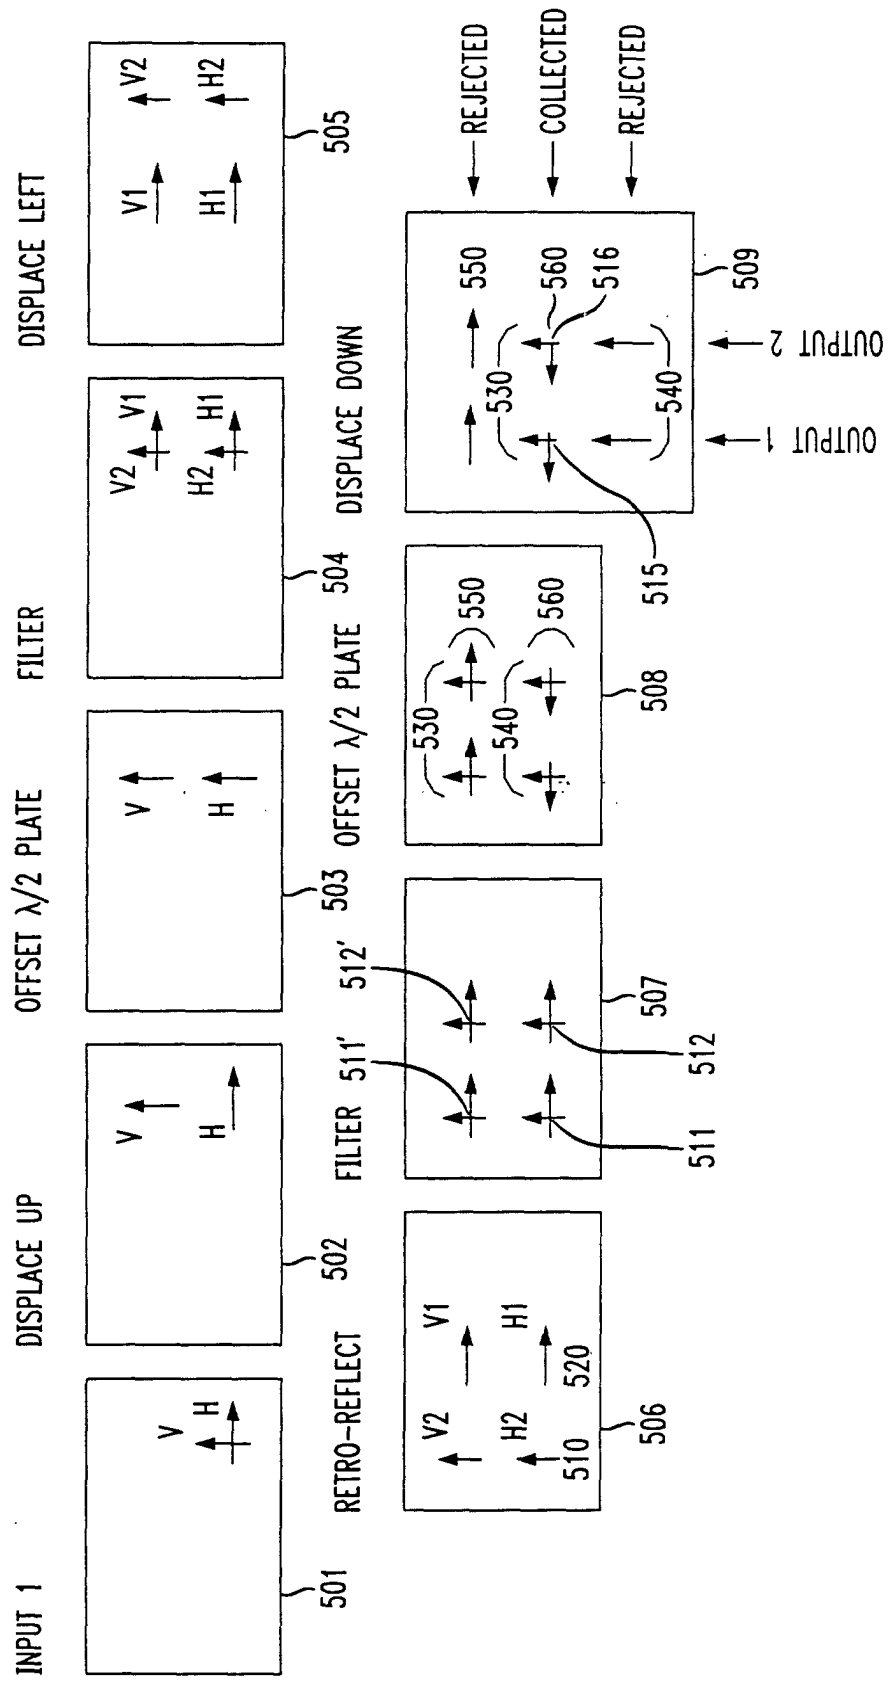 INPUT 1
V
H
501
DISPLACE UP
V
H
502
OFFSET λ/2 PLATE
V
H
503
FILTER
V2
V1
H2
H1
504
DISPLACE LEFT
V1
V2
H1
H2
505
RETRO-REFLECT
V2
V1
H2
H1
510
520
506
FILTER
511'
512'
511
512
507
OFFSET λ/2 PLATE
530
550
540
560
508
DISPLACE DOWN
550
530
560
516
540
515
509
REJECTED
COLLECTED
REJECTED
OUTPUT 1
OUTPUT 2